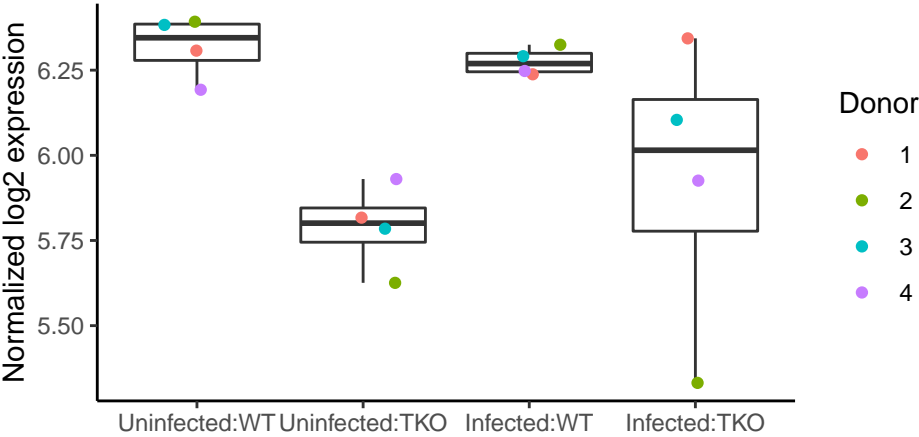 Normalized log2 expression
6.25
6.00
5.75
5.50
Uninfected:WT Uninfected:TKO Infected:WT Infected:TKO
Donor
1
2
3
4